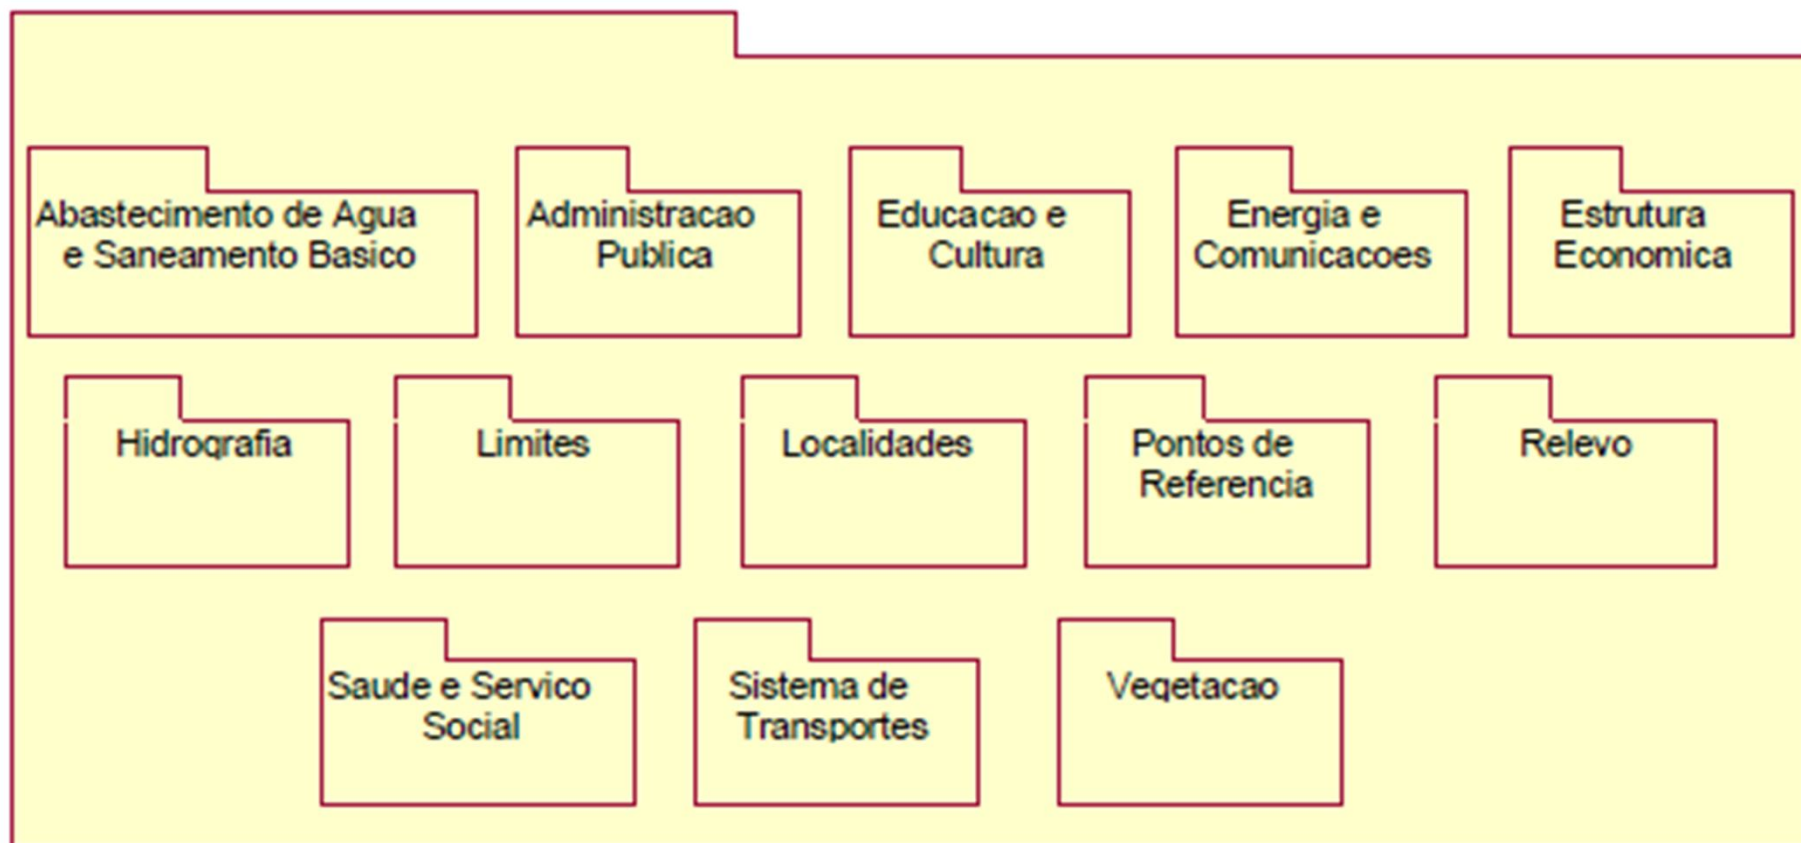 Abastecimento de Agua
e Saneamento Basico
Administracao
Publica
Educacao e
Cultura
Energia e
Comunicacoes
Estrutura
Economica
Hidrografia
Limites
Localidades
Pontos de
Referencia
Relevo
Saude e Servico
Social
Sistema de
Transportes
Vegetacao